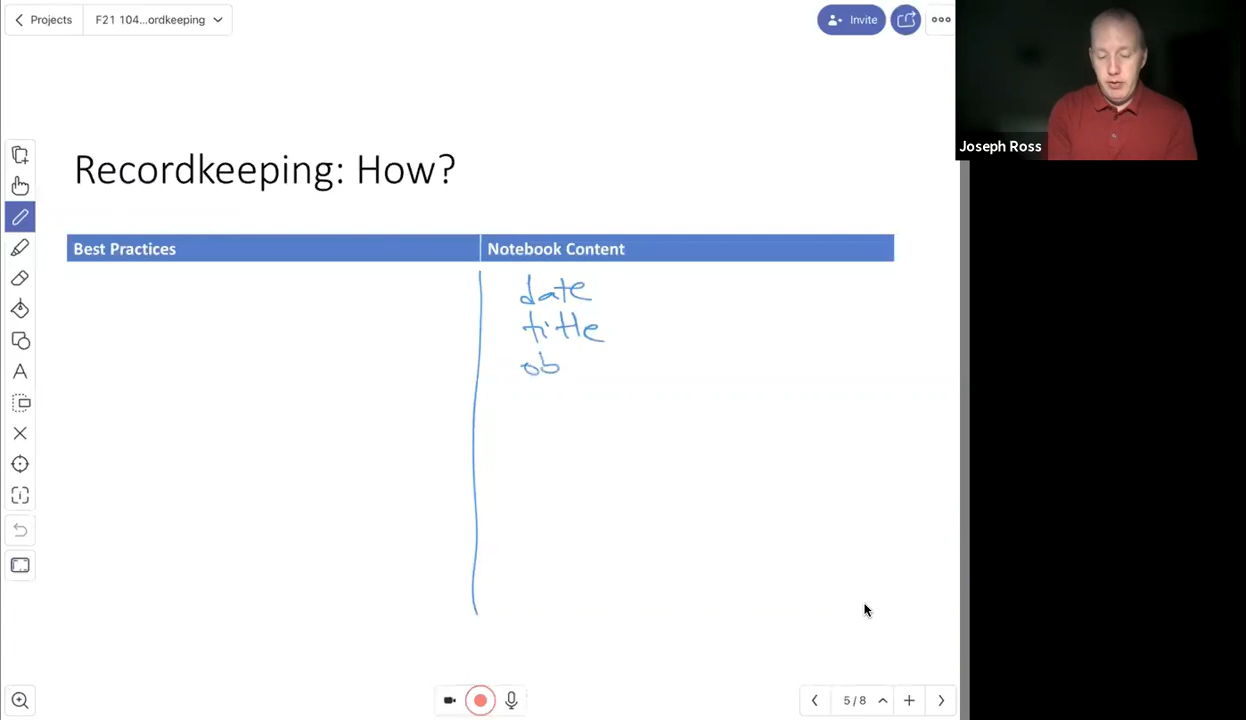 Projects
F21 104...ordkeeping
Invite
Joseph Ross
Recordkeeping: How?
Best Practices
Notebook Content
date
title
ob
A
5/8